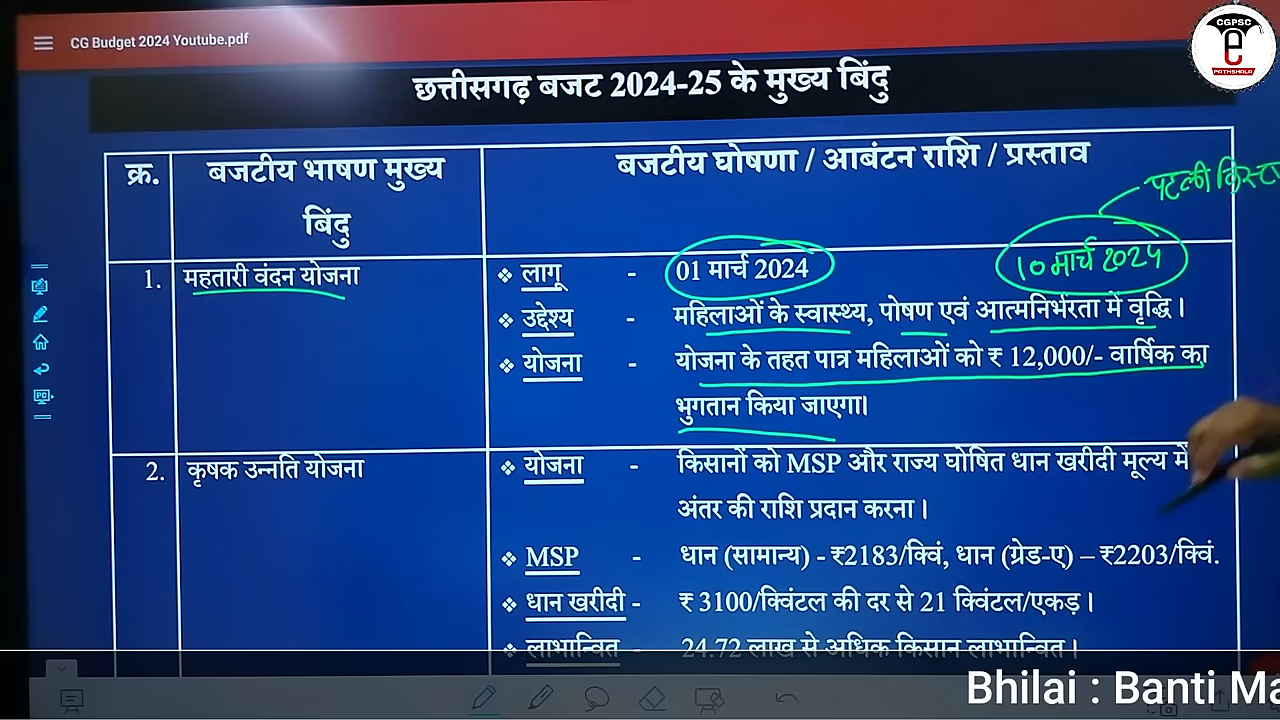 CG Budget 2024 Youtube.pdf
CGPSC
e
PATHSHALA
छत्तीसगढ़ बजट 2024-25 के मुख्य बिंदु
क्र. बजटीय भाषण मुख्य बिंदु बजटीय घोषणा / आबंटन राशि / प्रस्ताव
पहली किस्त
1. महतारी वंदन योजना ❖ लागू - 01 मार्च 2024 10 मार्च 2024
❖ उद्देश्य - महिलाओं के स्वास्थ्य, पोषण एवं आत्मनिर्भरता में वृद्धि।
❖ योजना - योजना के तहत पात्र महिलाओं को ₹ 12,000/- वार्षिक का
भुगतान किया जाएगा।
2. कृषक उन्नति योजना ❖ योजना - किसानों को MSP और राज्य घोषित धान खरीदी मूल्य में
अंतर की राशि प्रदान करना।
❖ MSP - धान (सामान्य) - ₹2183/क्विं, धान (ग्रेड-ए) – ₹2203/क्विं.
❖ धान खरीदी - ₹ 3100/क्विंटल की दर से 21 क्विंटल/एकड़।
❖ लाभान्वित - 24.72 लाख से अधिक किसान लाभान्वित।
Bhilai : Banti Ma